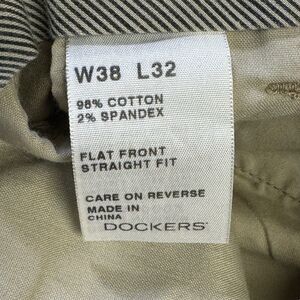 W38 L32
98% COTTON
2% SPANDEX
FLAT FRONT
STRAIGHT FIT
CARE ON REVERSE
MADE IN
CHINA
DOCKERS